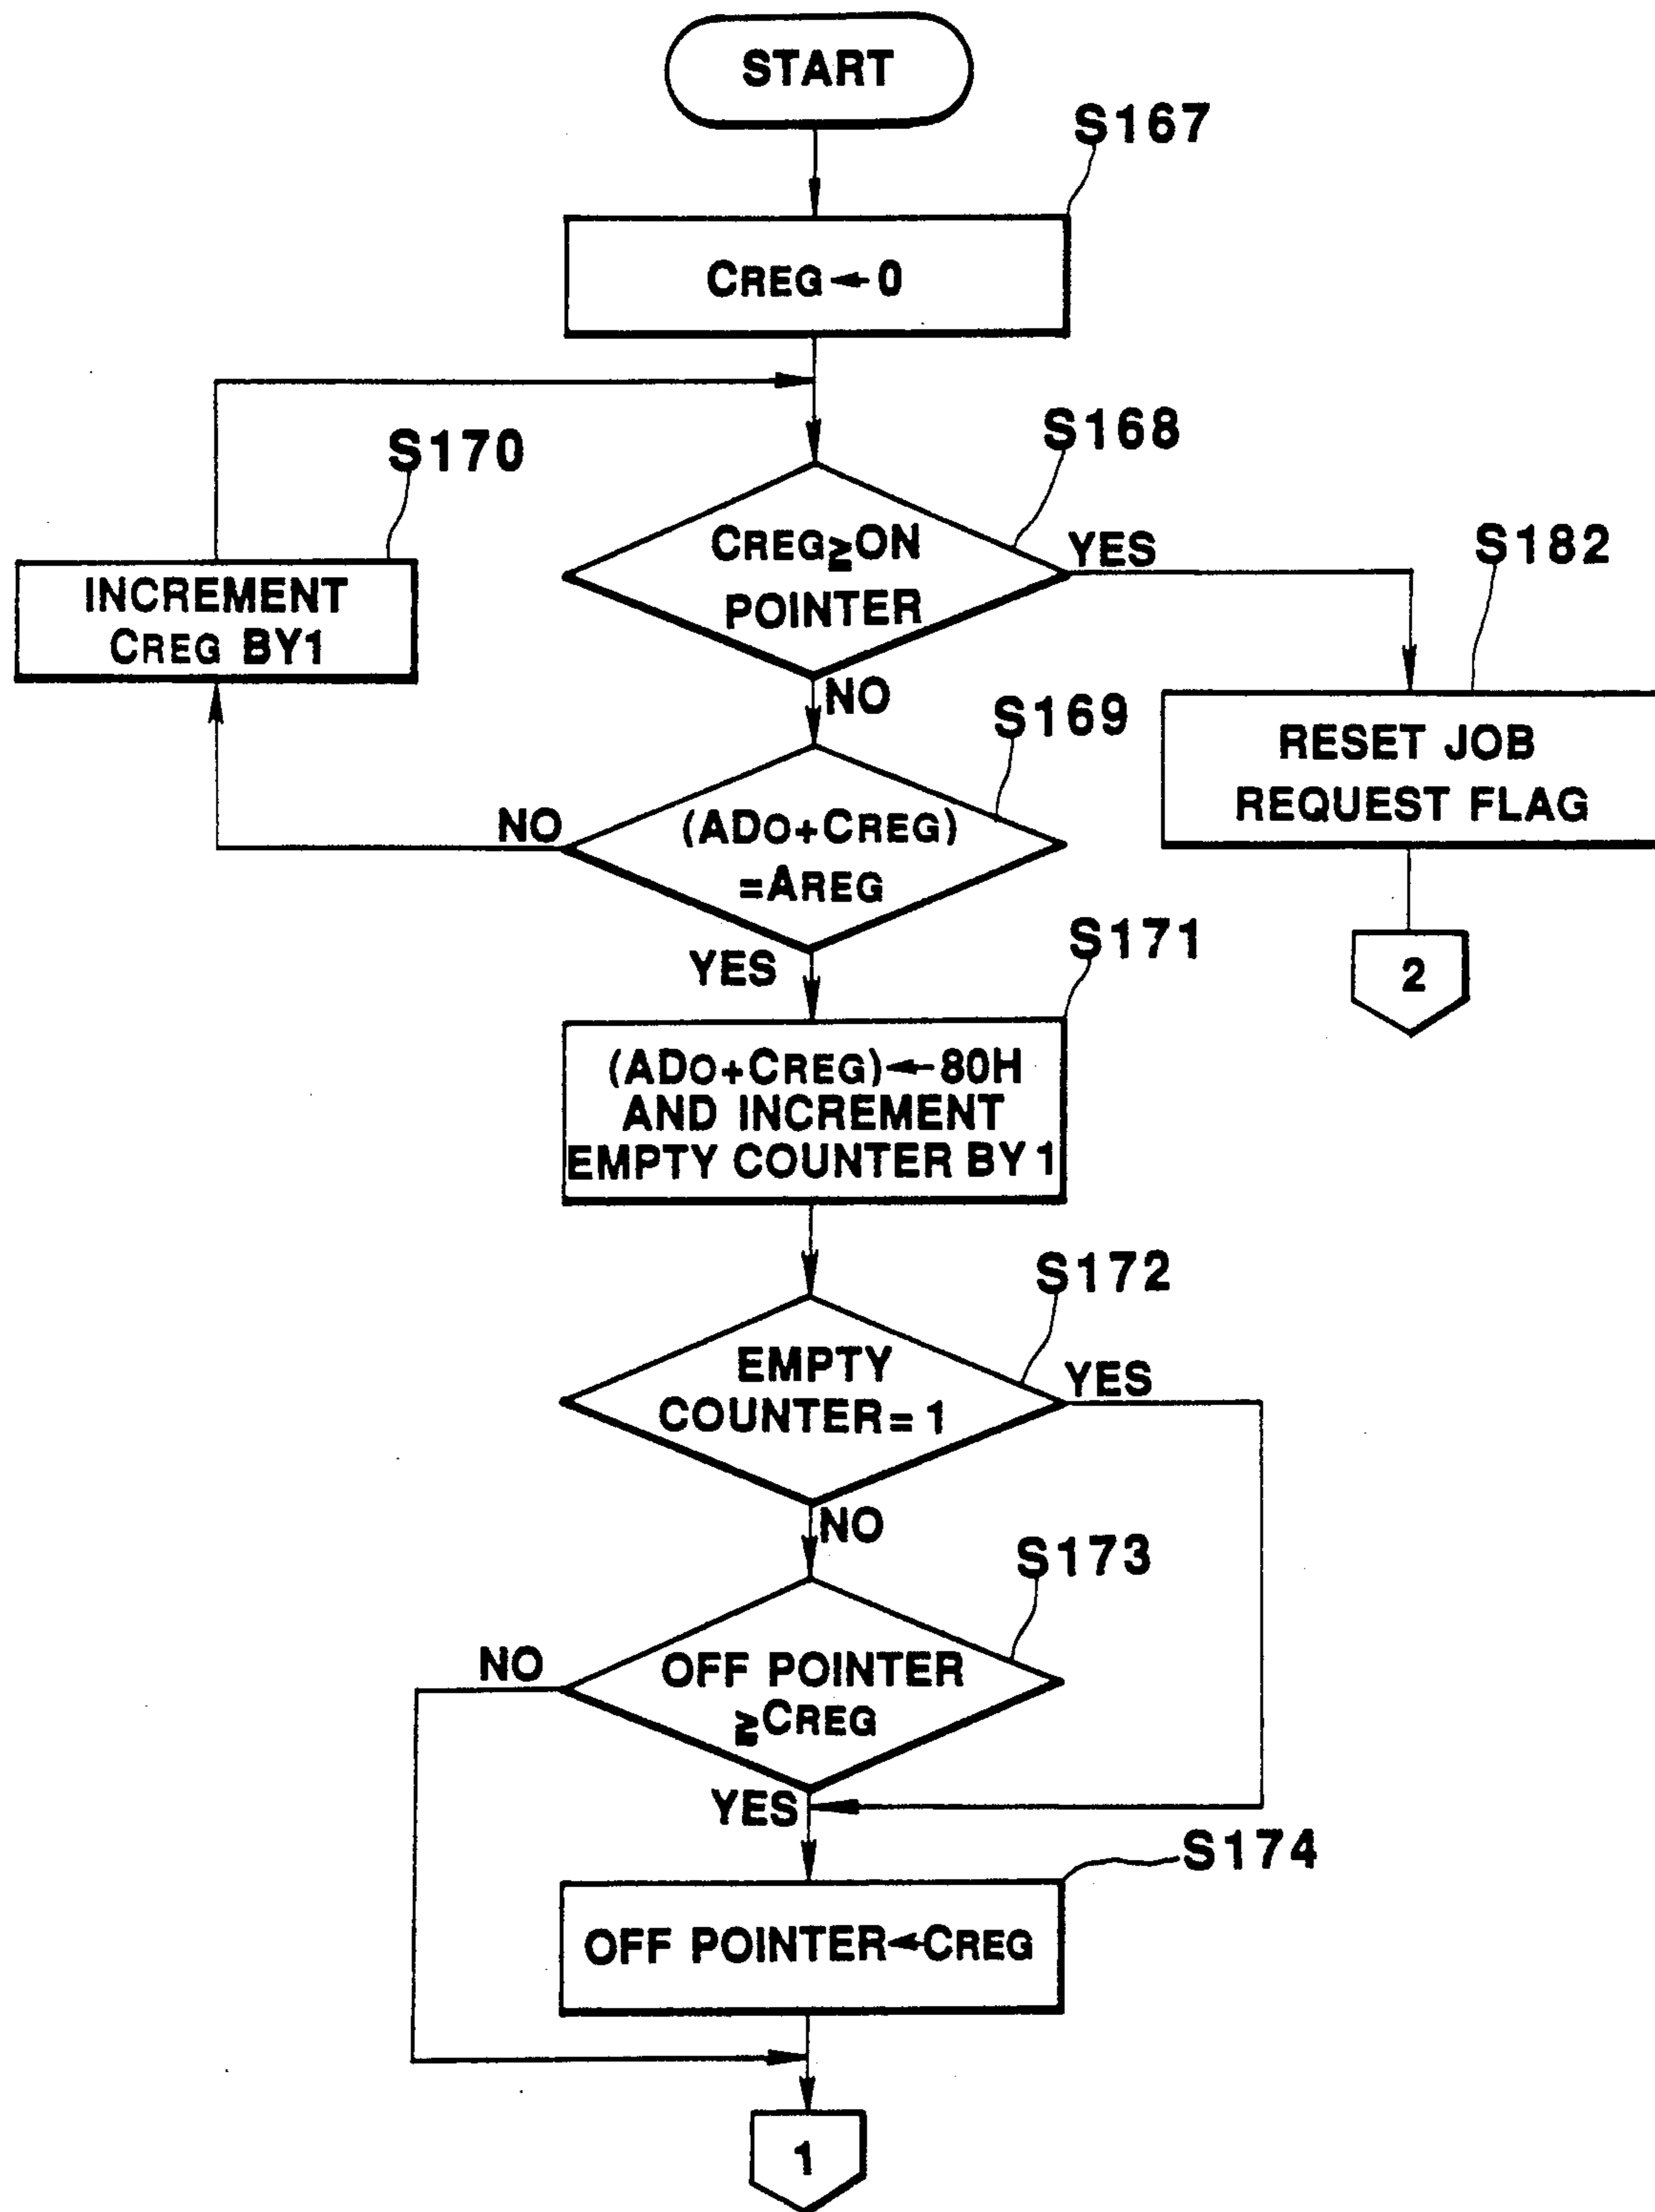 START
S167
CREG←0
S168
S170
CREG≧ON
POINTER
YES
S182
INCREMENT
CREG BY1
NO
S169
RESET JOB
REQUEST FLAG
NO
(ADO+CREG)
=AREG
S171
YES
2
(ADO+CREG)←80H
AND INCREMENT
EMPTY COUNTER BY 1
S172
EMPTY
COUNTER=1
YES
NO
S173
NO
OFF POINTER
≧CREG
YES
S174
OFF POINTER←CREG
1